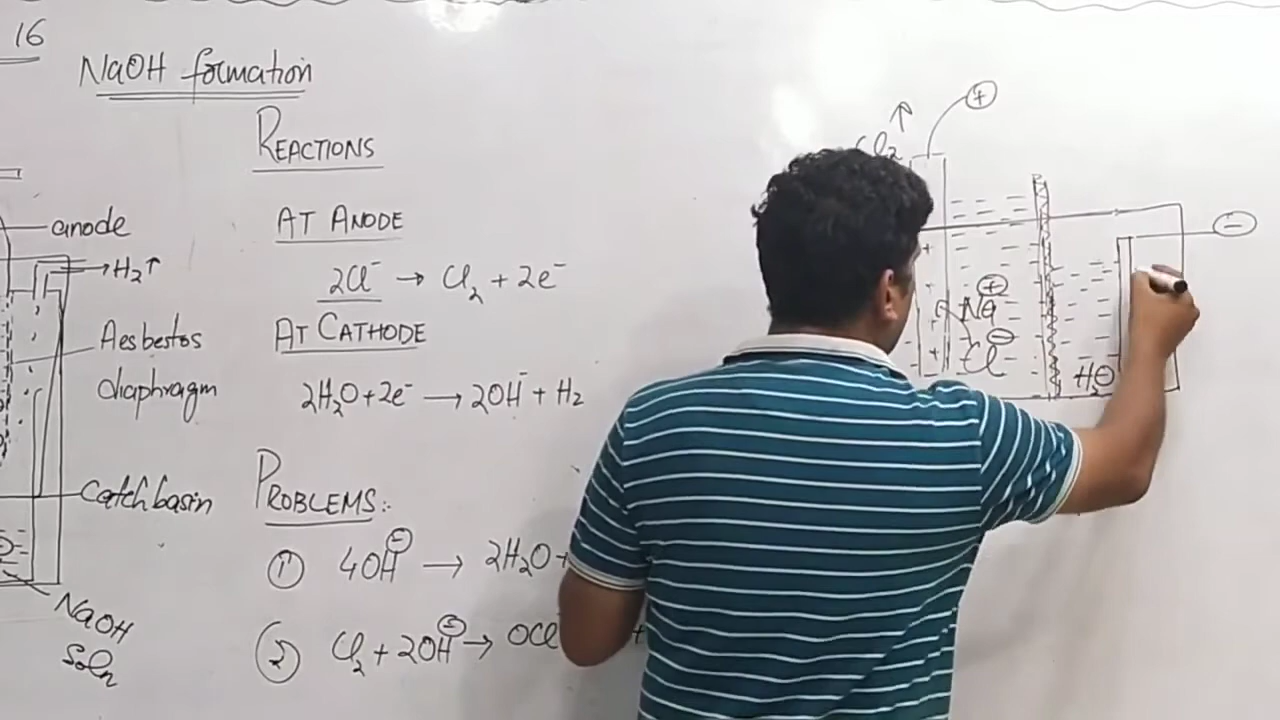 16
NaOH formation
REACTIONS
AT ANODE
2Cl⁻ → Cl₂ + 2e⁻
AT CATHODE
2H₂O + 2e⁻ → 2OH⁻ + H₂
PROBLEMS:
① 4OH⁻ → 2H₂O +
② Cl₂ + 2OH⁻ → OCl⁻ +
anode
→ H₂↑
Aesbestos
diaphragm
Catch basin
NaOH
Soln
Cl₂ ↑
+
−
Na⁺
Cl⁻
H₂O